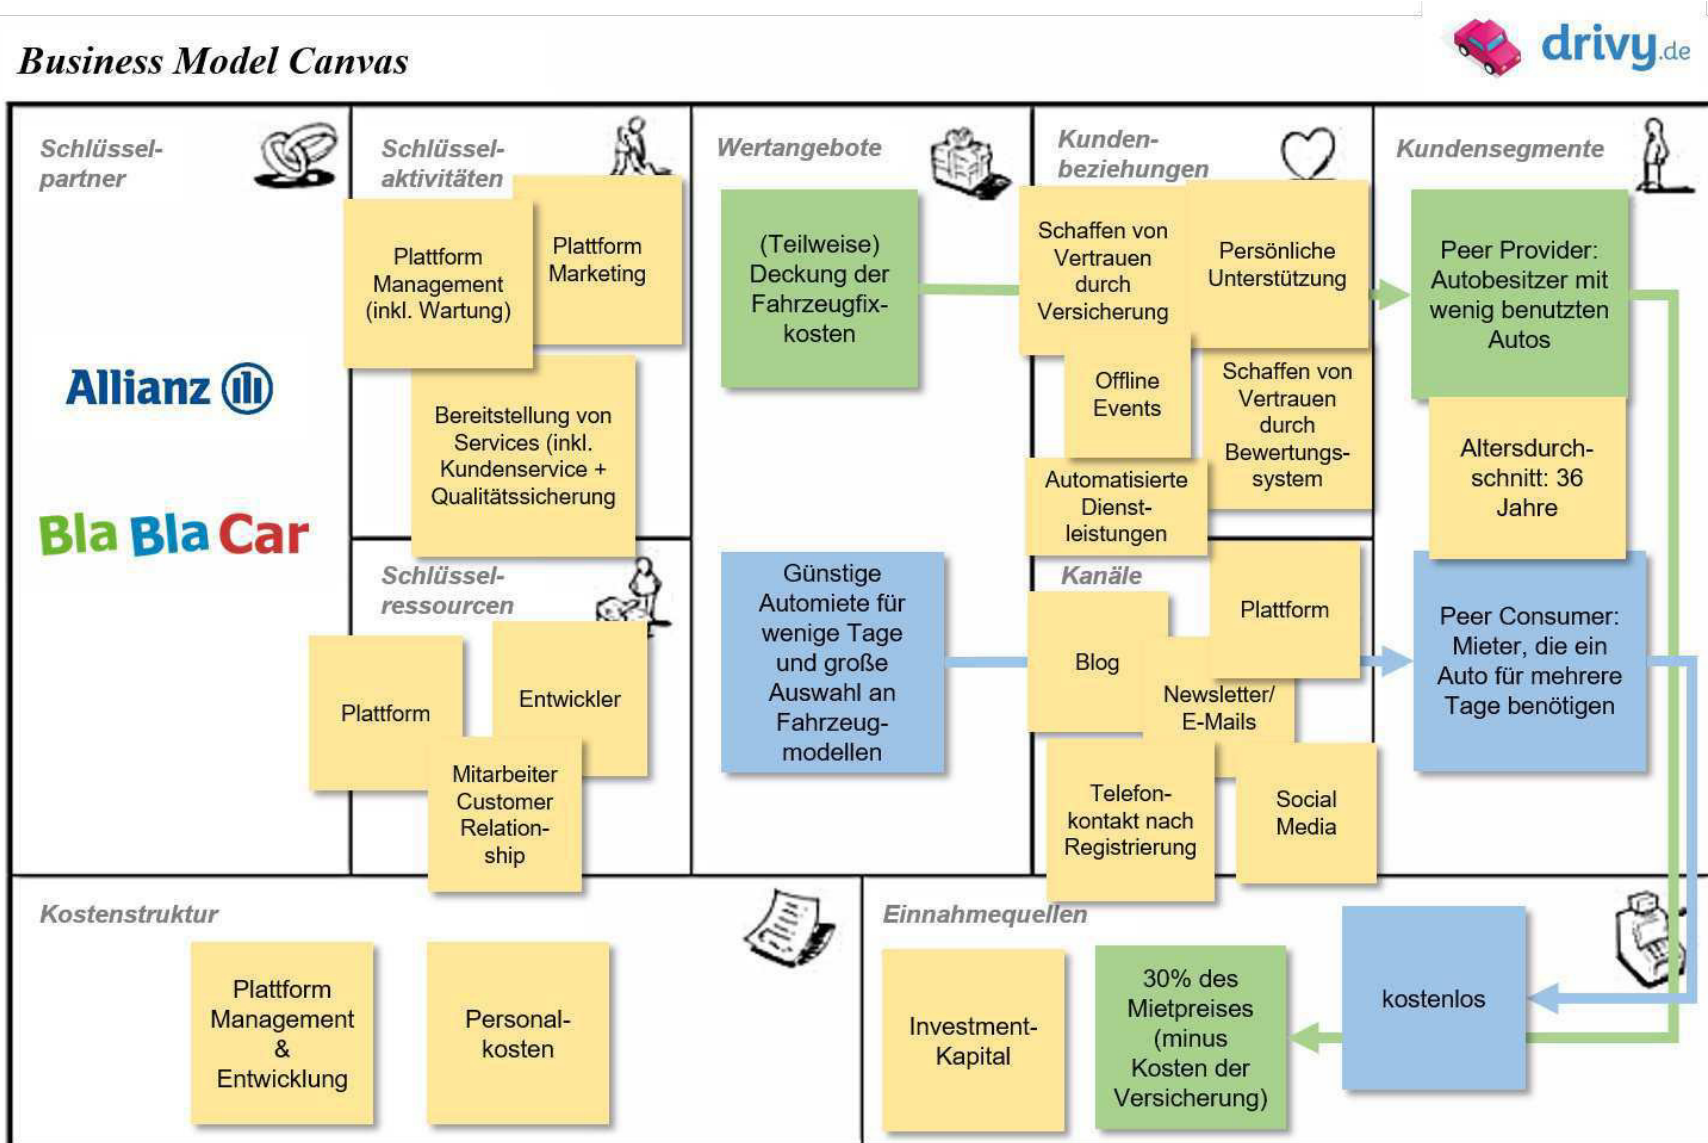 Business Model Canvas
drivy.de
Schlüssel-
partner
Allianz
Bla Bla Car
Schlüssel-
aktivitäten
Plattform
Management
(inkl. Wartung)
Plattform
Marketing
Bereitstellung von
Services (inkl.
Kundenservice +
Qualitätssicherung
Schlüssel-
ressourcen
Plattform
Entwickler
Mitarbeiter
Customer
Relation-
ship
Wertangebote
(Teilweise)
Deckung der
Fahrzeugfix-
kosten
Günstige
Automiete für
wenige Tage
und große
Auswahl an
Fahrzeug-
modellen
Kunden-
beziehungen
Schaffen von
Vertrauen
durch
Versicherung
Persönliche
Unterstützung
Offline
Events
Schaffen von
Vertrauen
durch
Bewertungs-
system
Automatisierte
Dienst-
leistungen
Kanäle
Plattform
Blog
Newsletter/
E-Mails
Telefon-
kontakt nach
Registrierung
Social
Media
Kundensegmente
Peer Provider:
Autobesitzer mit
wenig benutzten
Autos
Altersdurch-
schnitt: 36
Jahre
Peer Consumer:
Mieter, die ein
Auto für mehrere
Tage benötigen
Kostenstruktur
Plattform
Management
&
Entwicklung
Personal-
kosten
Einnahmequellen
Investment-
Kapital
30% des
Mietpreises
(minus
Kosten der
Versicherung)
kostenlos